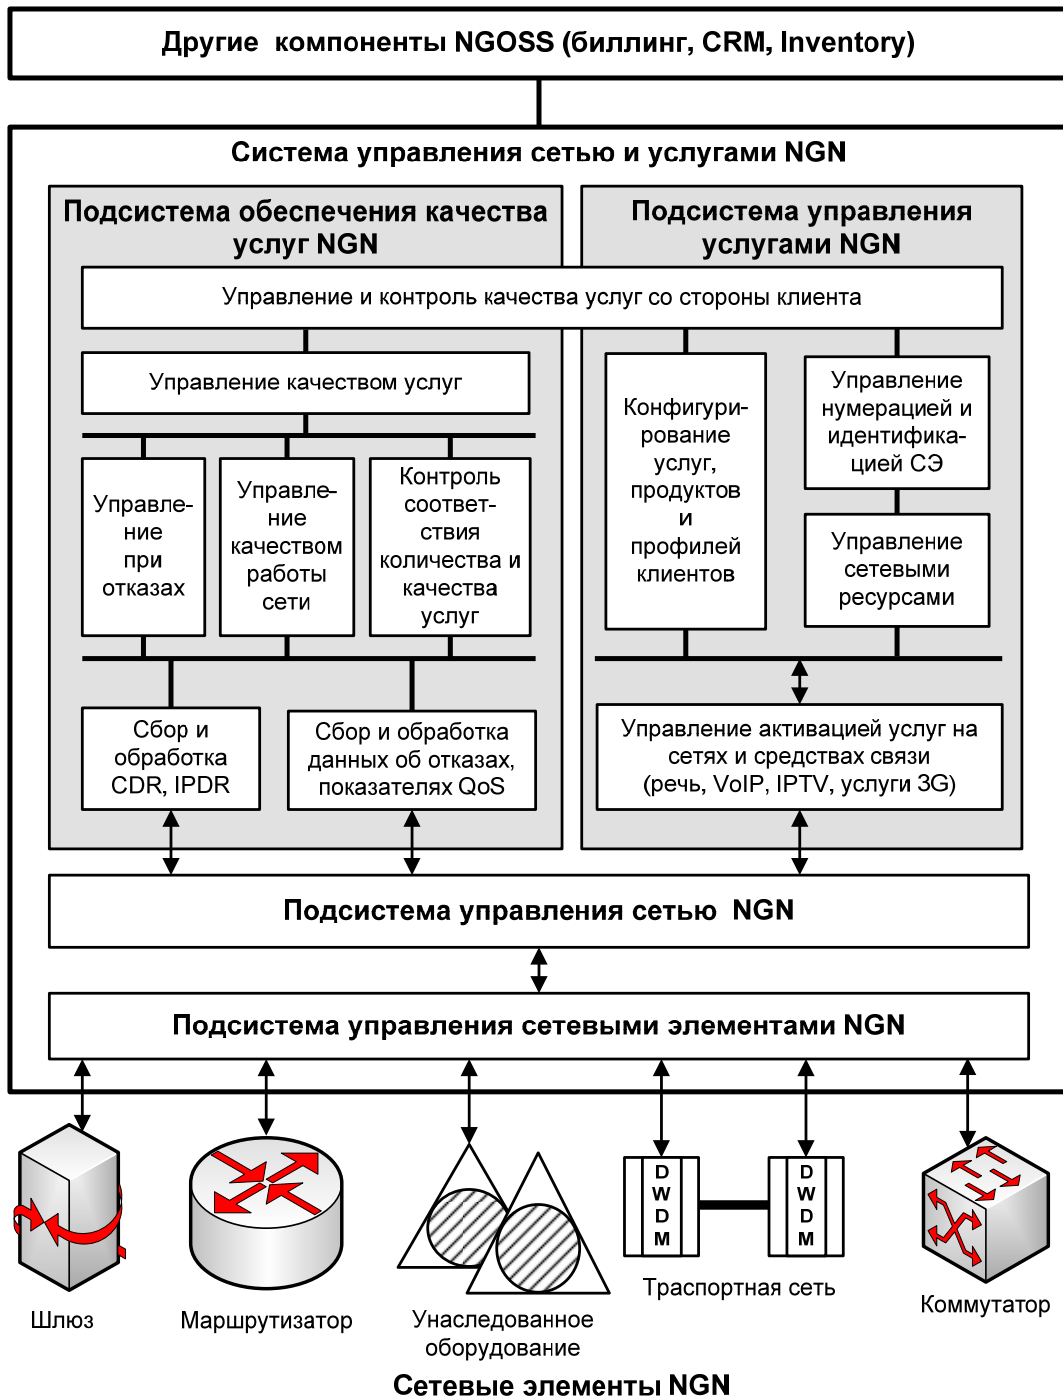 Другие компоненты NGOSS (биллинг, CRM, Inventory)
Система управления сетью и услугами NGN
Подсистема обеспечения качества
услуг NGN
Подсистема управления
услугами NGN
Управление и контроль качества услуг со стороны клиента
Управление качеством услуг
Управле-
ние
при
отказах
Управле-
ние
качеством
работы
сети
Контроль
соответ-
ствия
количества и
качества
услуг
Конфигури-
рование
услуг,
продуктов
и
профилей
клиентов
Управление
нумерацией и
идентифика-
цией СЭ
Управление
сетевыми
ресурсами
Сбор и
обработка
CDR, IPDR
Сбор и обработка
данных об отказах,
показателях QoS
Управление активацией услуг на
сетях и средствах связи
(речь, VoIP, IPTV, услуги 3G)
Подсистема управления сетью NGN
Подсистема управления сетевыми элементами NGN
D
W
D
M
D
W
D
M
Шлюз
Маршрутизатор
Унаследованное
оборудование
Траспортная сеть
Коммутатор
Сетевые элементы NGN